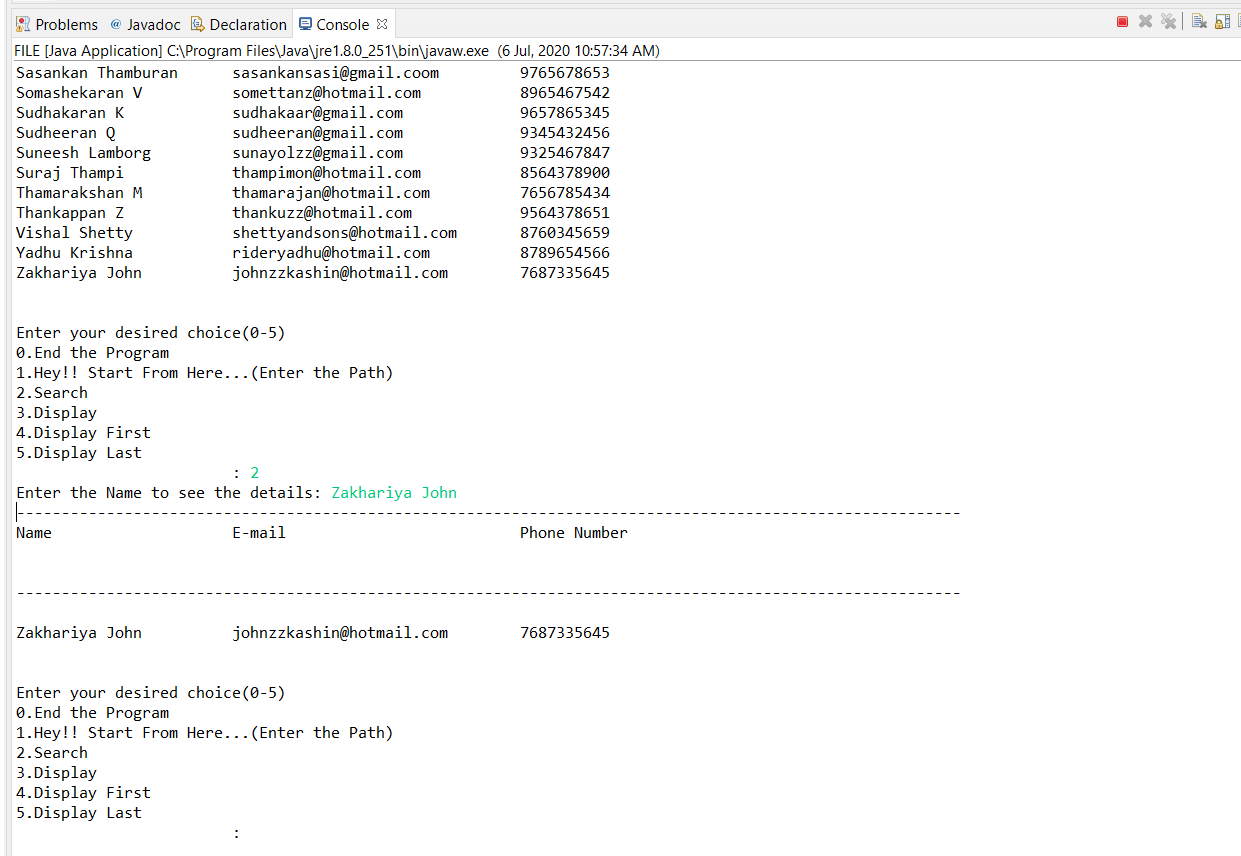 Problems @ Javadoc Declaration Console
FILE [Java Application] C:\Program Files\Java\jre1.8.0_251\bin\javaw.exe (6 Jul, 2020 10:57:34 AM)
Sasankan Thamburan sasankansasi@gmail.coom 9765678653
Somashekaran V somettanz@hotmail.com 8965467542
Sudhakaran K sudhakaar@gmail.com 9657865345
Sudheeran Q sudheeran@gmail.com 9345432456
Suneesh Lamborg sunayolzz@gmail.com 9325467847
Suraj Thampi thampimon@hotmail.com 8564378900
Thamarakshan M thamarajan@hotmail.com 7656785434
Thankappan Z thankuzz@hotmail.com 9564378651
Vishal Shetty shettyandsons@hotmail.com 8760345659
Yadhu Krishna rideryadhu@hotmail.com 8789654566
Zakhariya John johnzzkashin@hotmail.com 7687335645
Enter your desired choice(0-5)
0.End the Program
1.Hey!! Start From Here...(Enter the Path)
2.Search
3.Display
4.Display First
5.Display Last
: 2
Enter the Name to see the details: Zakhariya John
---------------------------------------------------------------------------------------------------------
Name E-mail Phone Number
---------------------------------------------------------------------------------------------------------
Zakhariya John johnzzkashin@hotmail.com 7687335645
Enter your desired choice(0-5)
0.End the Program
1.Hey!! Start From Here...(Enter the Path)
2.Search
3.Display
4.Display First
5.Display Last
: